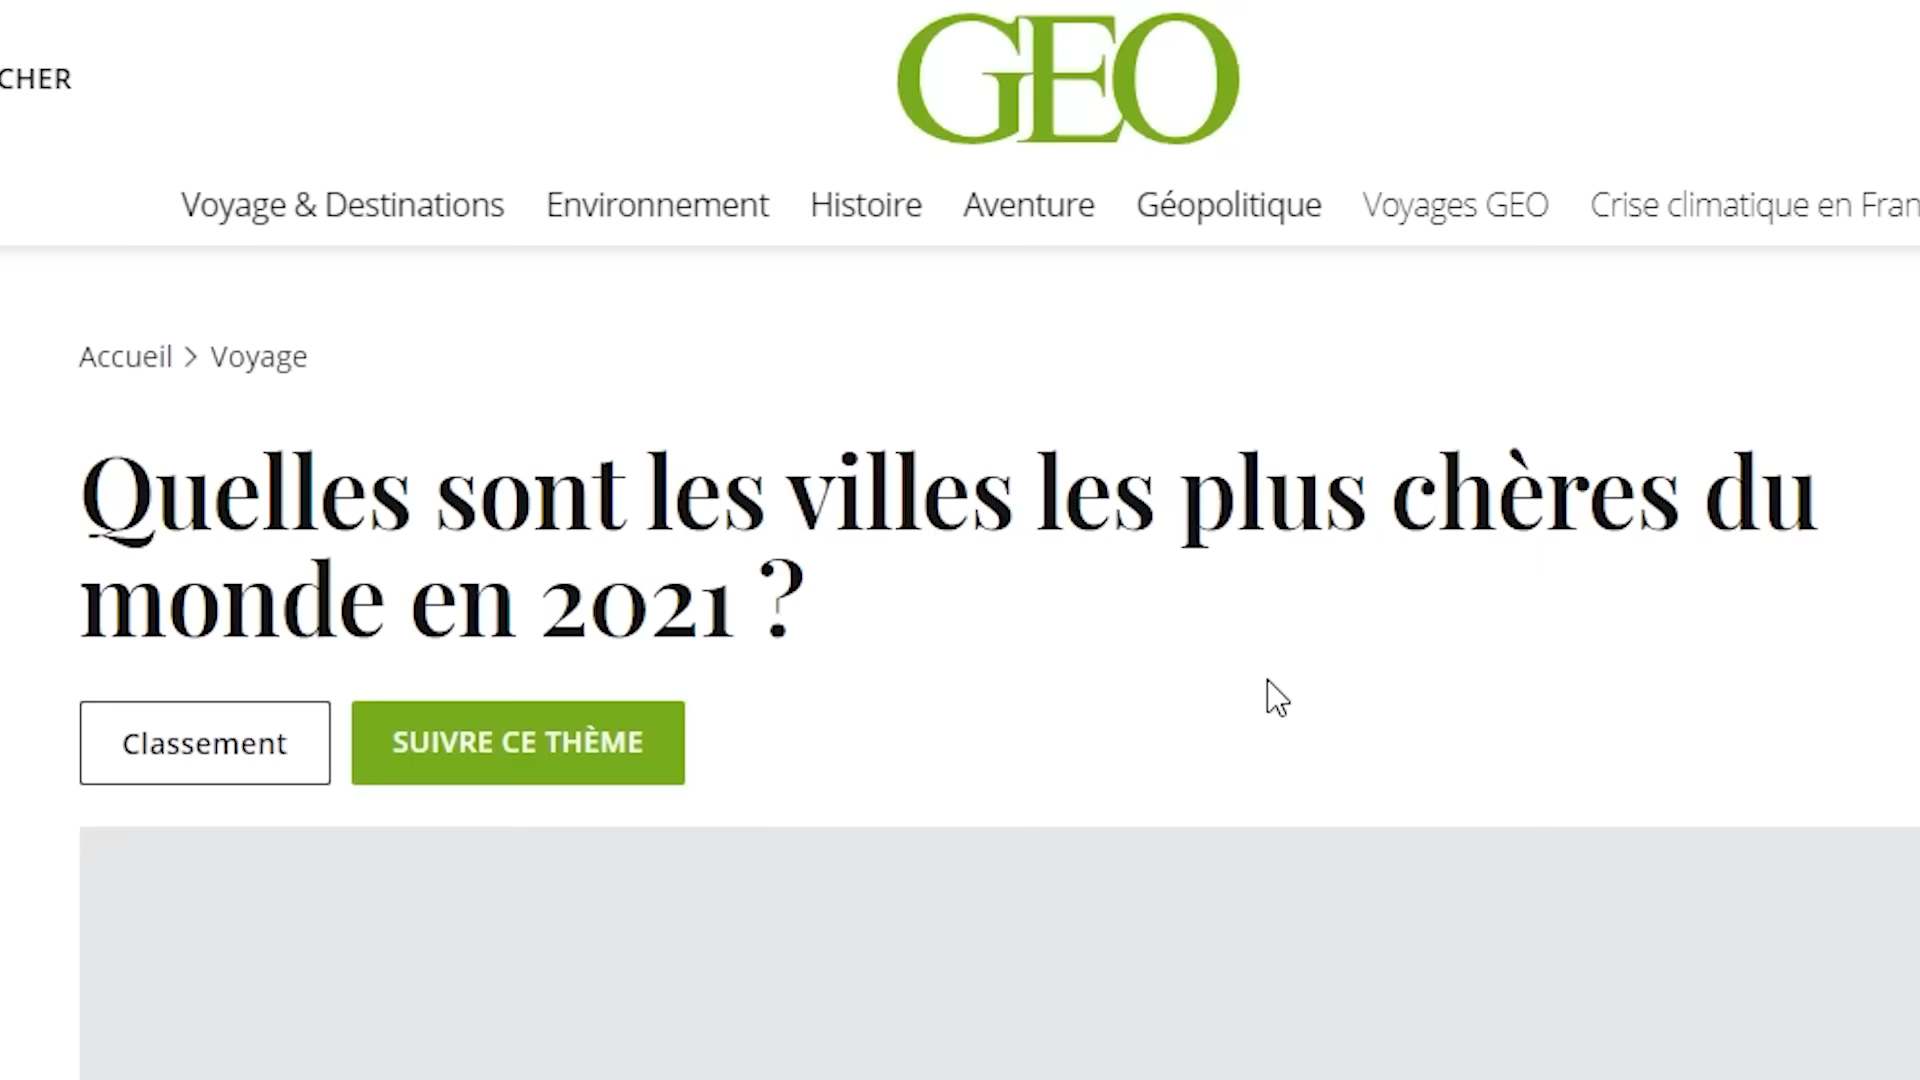 CHER
GEO
Voyage & Destinations Environnement Histoire Aventure Géopolitique Voyages GEO Crise climatique en Fran
Accueil > Voyage
Quelles sont les villes les plus chères du
monde en 2021 ?
Classement SUIVRE CE THÈME